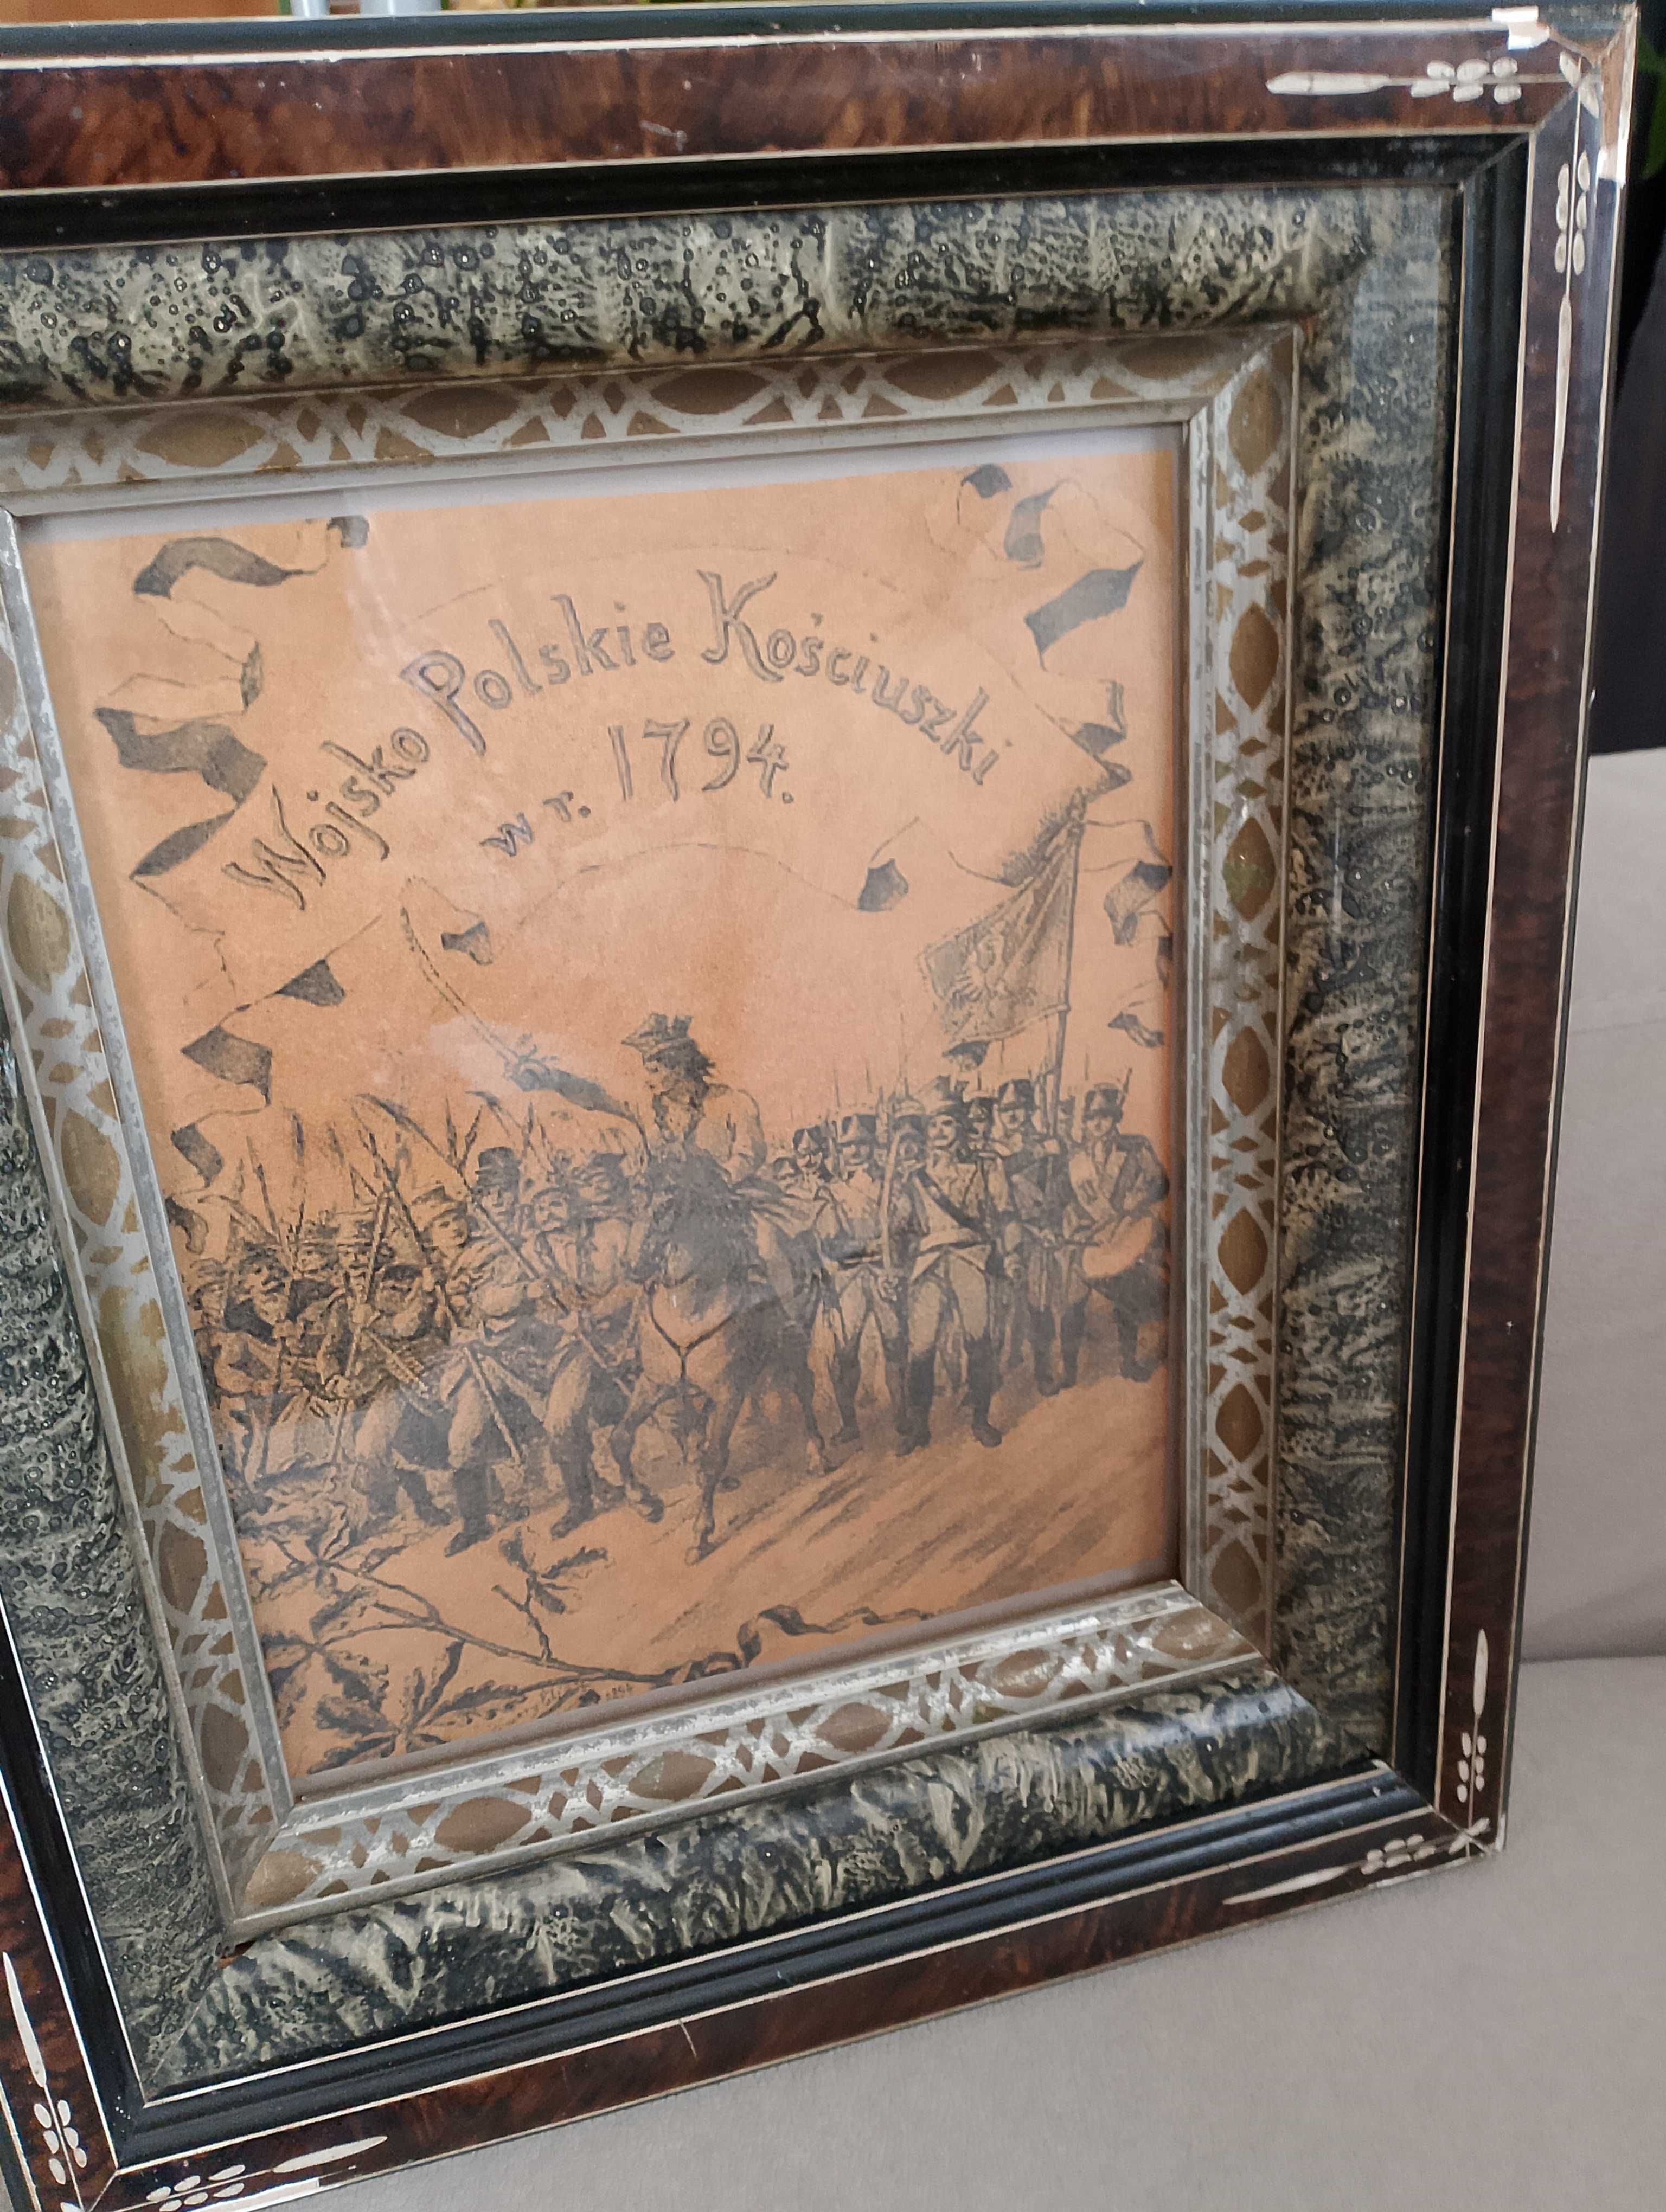 Wojsko Polskie Kościuszki
w r. 1794.